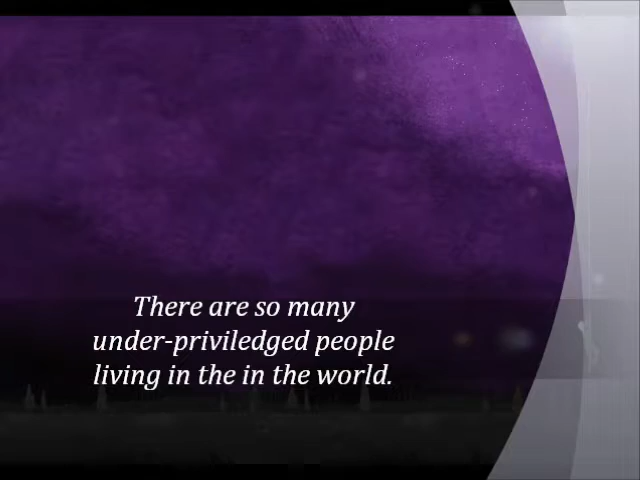 There are so many
under-priviledged people
living in the in the world.